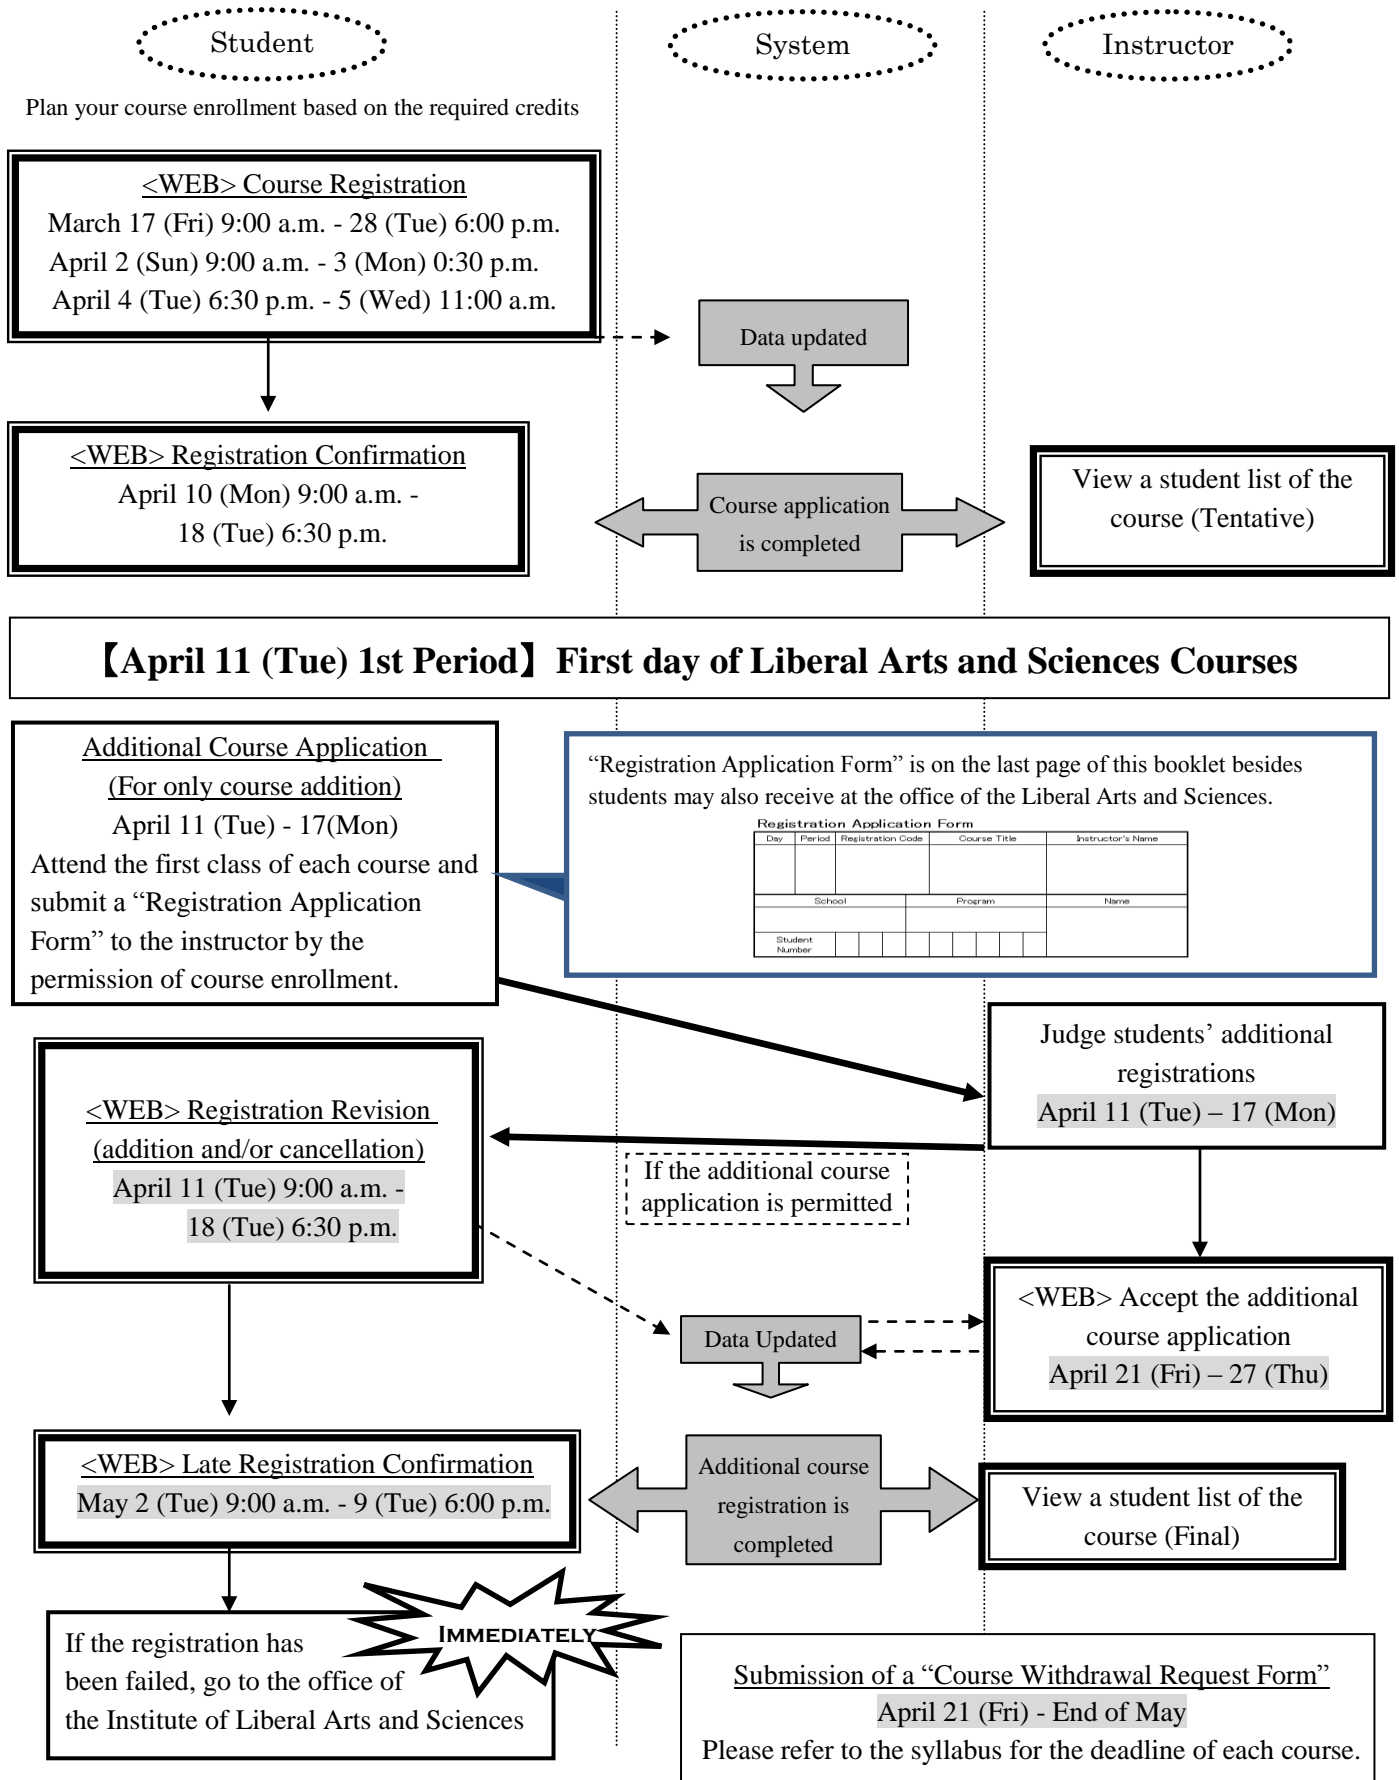 Student
System
Instructor
Plan your course enrollment based on the required credits
<WEB> Course Registration
March 17 (Fri) 9:00 a.m. - 28 (Tue) 6:00 p.m.
April 2 (Sun) 9:00 a.m. - 3 (Mon) 0:30 p.m.
April 4 (Tue) 6:30 p.m. - 5 (Wed) 11:00 a.m.
Data updated
<WEB> Registration Confirmation
April 10 (Mon) 9:00 a.m. -
18 (Tue) 6:30 p.m.
Course application
is completed
View a student list of the
course (Tentative)
【April 11 (Tue) 1st Period】 First day of Liberal Arts and Sciences Courses
Additional Course Application
(For only course addition)
April 11 (Tue) - 17(Mon)
Attend the first class of each course and
submit a “Registration Application
Form” to the instructor by the
permission of course enrollment.
“Registration Application Form” is on the last page of this booklet besides
students may also receive at the office of the Liberal Arts and Sciences.
Registration Application Form
Day Period Registration Code Course Title Instructor's Name
School Program Name
Student
Number
Judge students’ additional
registrations
April 11 (Tue) – 17 (Mon)
<WEB> Registration Revision
(addition and/or cancellation)
April 11 (Tue) 9:00 a.m. -
18 (Tue) 6:30 p.m.
If the additional course
application is permitted
<WEB> Accept the additional
course application
April 21 (Fri) – 27 (Thu)
Data Updated
<WEB> Late Registration Confirmation
May 2 (Tue) 9:00 a.m. - 9 (Tue) 6:00 p.m.
Additional course
registration is
completed
View a student list of the
course (Final)
IMMEDIATELY
If the registration has
been failed, go to the office of
the Institute of Liberal Arts and Sciences
Submission of a “Course Withdrawal Request Form”
April 21 (Fri) - End of May
Please refer to the syllabus for the deadline of each course.